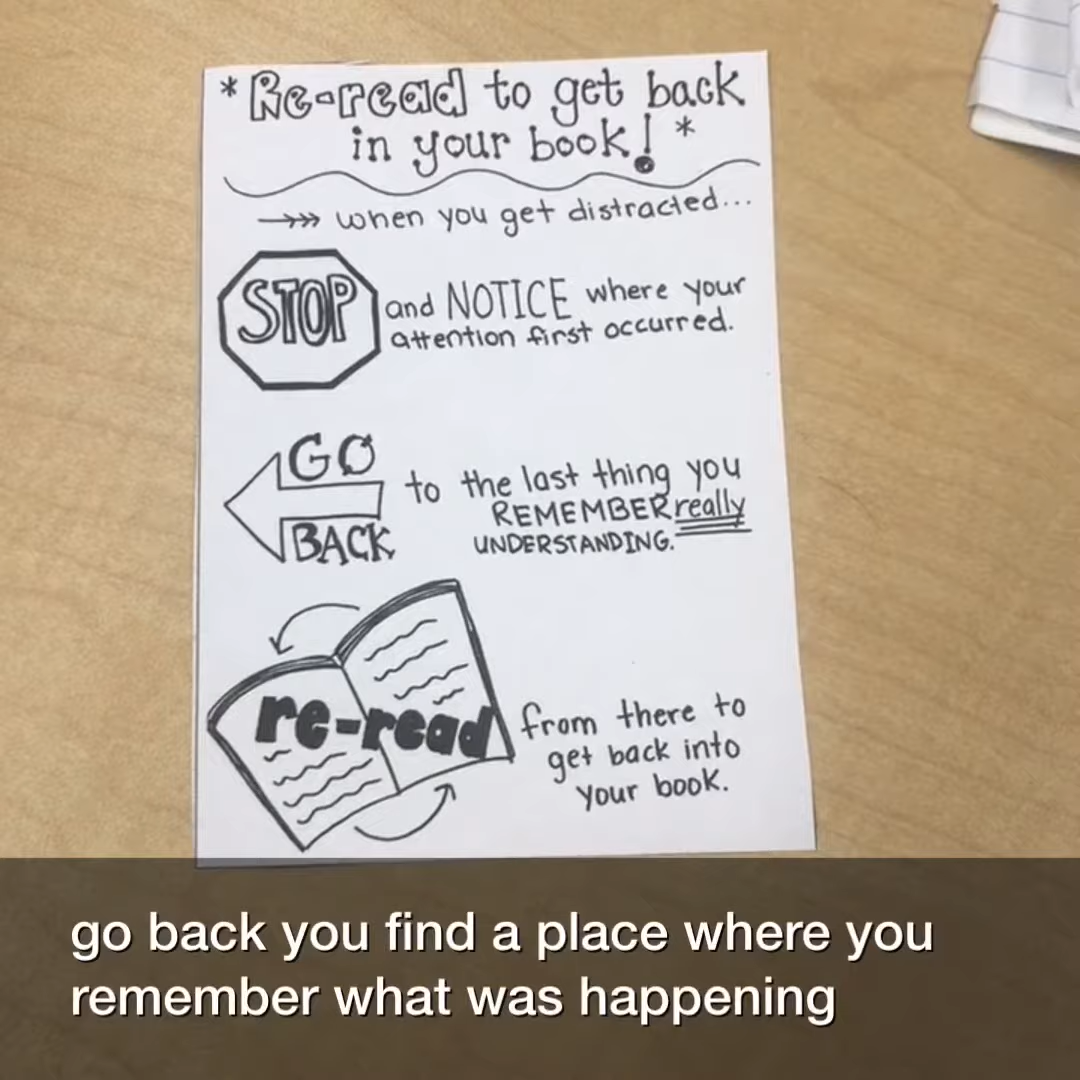 *Re-read to get back
in your book!*
when you get distracted...
STOP and NOTICE where your
attention first occurred.
GO
BACK
to the last thing you
REMEMBER really
UNDERSTANDING.
re-read
from there to
get back into
your book.
go back you find a place where you
remember what was happening